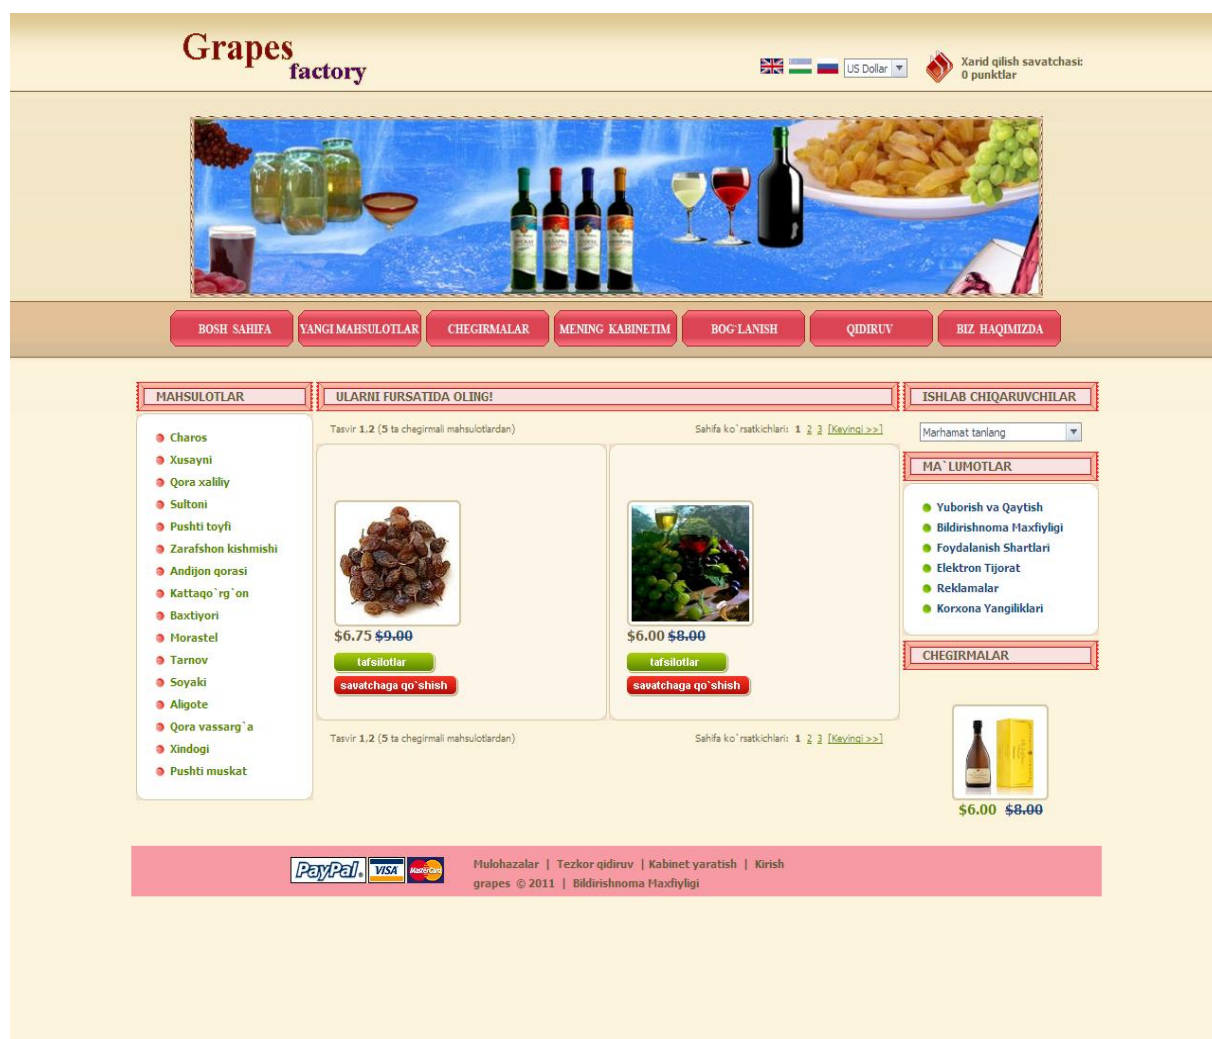 Grapes
factory
US Dollar
Xarid qilish savatchasi:
0 punktlar
BOSH SAHIFA
YANGI MAHSULOTLAR
CHEGIRMALAR
MENING KABINETIM
BOG`LANISH
QIDIRUV
BIZ HAQIMIZDA
MAHSULOTLAR
Charos
Xusayni
Qora xaliliy
Sultoni
Pushti toyfi
Zarafshon kishmishi
Andijon qorasi
Kattaqo`rg`on
Baxtiyori
Morastel
Tarnov
Soyaki
Aligote
Qora vassarg`a
Xindogi
Pushti muskat
ULARNI FURSATIDA OLING!
Tasvir 1,2 (5 ta chegirmali mahsulotlardan)
Sahifa ko`rsatkichlari: 1 2 3 [Keyingi >>]
$6.75 $9.00
tafsilotlar
savatchaga qo`shish
$6.00 $8.00
tafsilotlar
savatchaga qo`shish
Tasvir 1,2 (5 ta chegirmali mahsulotlardan)
Sahifa ko`rsatkichlari: 1 2 3 [Keyingi >>]
ISHLAB CHIQARUVCHILAR
Marhamat tanlang
MA`LUMOTLAR
Yuborish va Qaytish
Bildirishnoma Maxfiyligi
Foydalanish Shartlari
Elektron Tijorat
Reklamalar
Korxona Yangiliklari
CHEGIRMALAR
$6.00 $8.00
PayPal
VISA
MasterCard
Mulohazalar | Tezkor qidiruv | Kabinet yaratish | Kirish
grapes © 2011 | Bildirishnoma Maxfiyligi